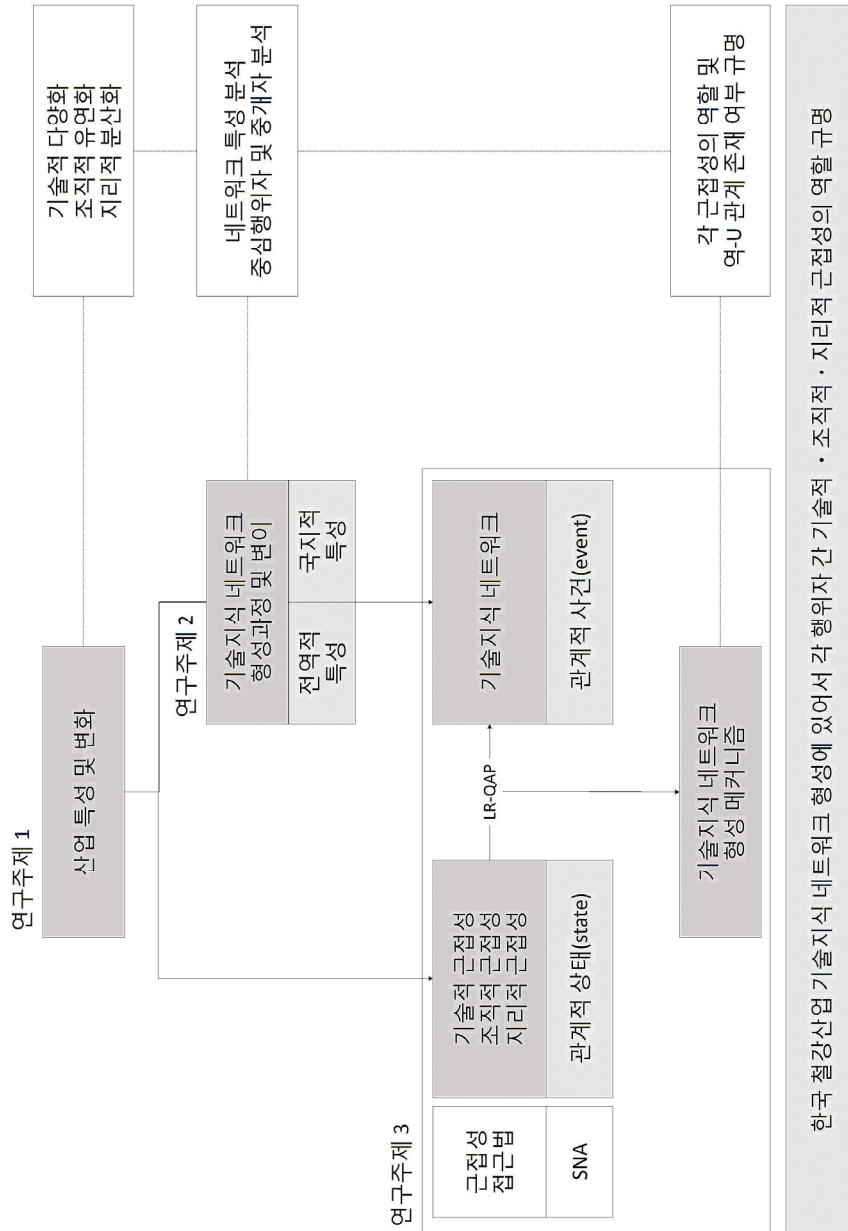 연구주제 1
산업 특성 및 변화
기술적 다양화
조직적 유연화
지리적 분산화
연구주제 2
기술지식 네트워크
형성과정 및 변이
전역적
특성
국지적
특성
네트워크 특성 분석
중심행위자 및 중개자 분석
연구주제 3
근접성
접근법
SNA
기술적 근접성
조직적 근접성
지리적 근접성
관계적 상태(state)
LR-QAP
기술지식 네트워크
관계적 사건(event)
기술지식 네트워크
형성 메커니즘
각 근접성의 역할 및
역-U 관계 존재 여부 규명
한국 철강산업 기술지식 네트워크 형성에 있어서 각 행위자 간 기술적 · 조직적 · 지리적 근접성의 역할 규명